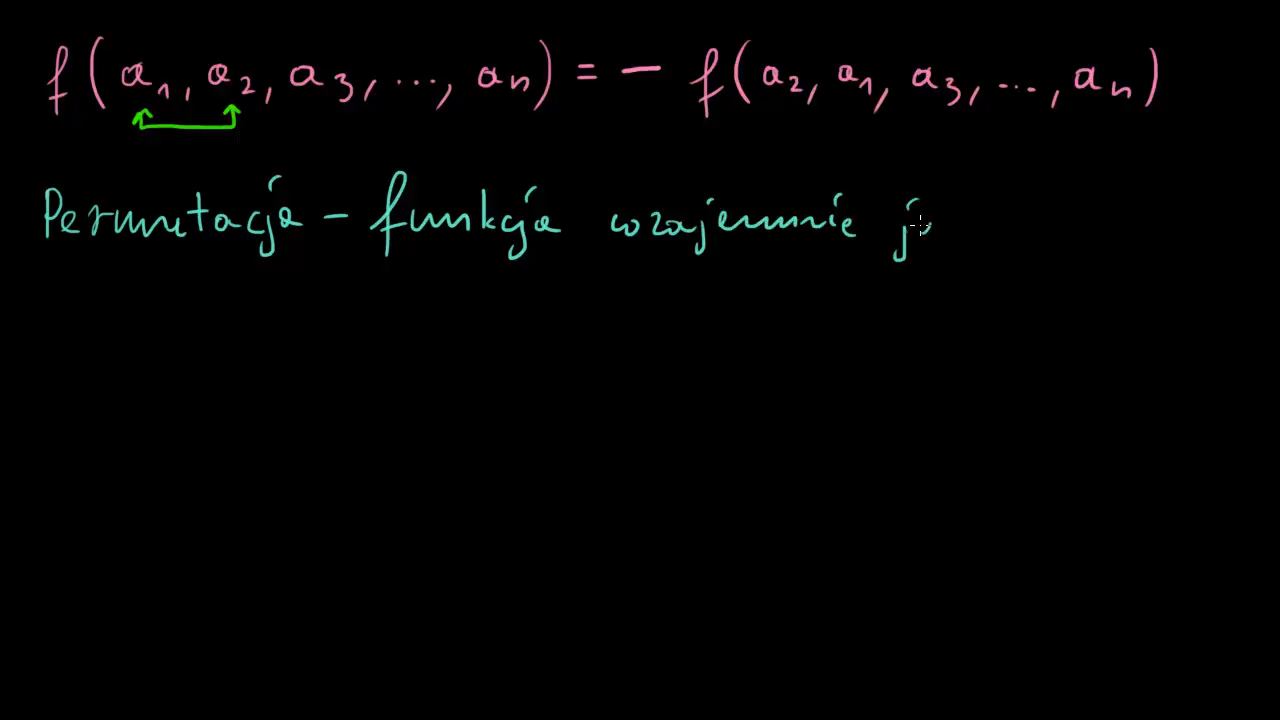 f(a₁, a₂, a₃, ..., aₙ) = - f(a₂, a₁, a₃, ..., aₙ)
Permutacja - funkcja wzajemnie